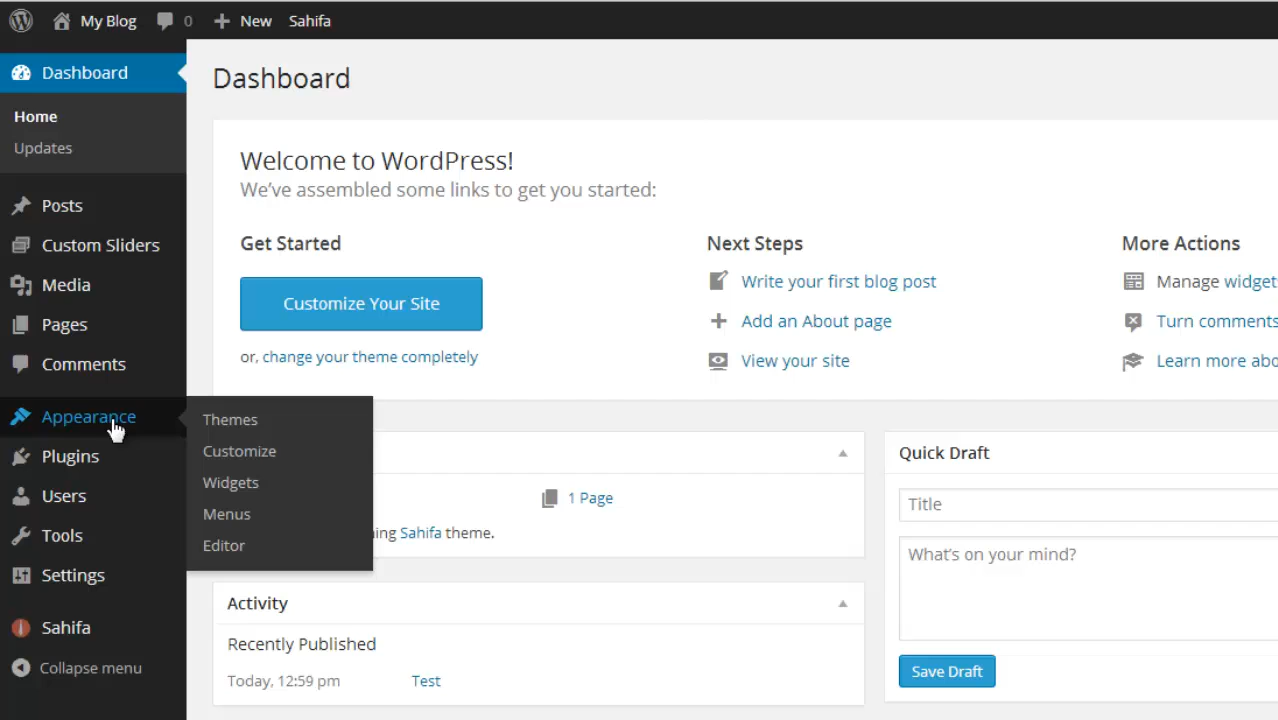 My Blog 0 New Sahifa
Dashboard
Home
Updates
Posts
Custom Sliders
Media
Pages
Comments
Appearance
Plugins
Users
Tools
Settings
Sahifa
Collapse menu
Themes
Customize
Widgets
Menus
Editor
Dashboard
Welcome to WordPress!
We've assembled some links to get you started:
Get Started
Customize Your Site
or, change your theme completely
Next Steps
Write your first blog post
Add an About page
View your site
More Actions
Manage widget
Turn comments
Learn more abo
1 Page
ing Sahifa theme.
Activity
Recently Published
Today, 12:59 pm Test
Quick Draft
Title
What's on your mind?
Save Draft